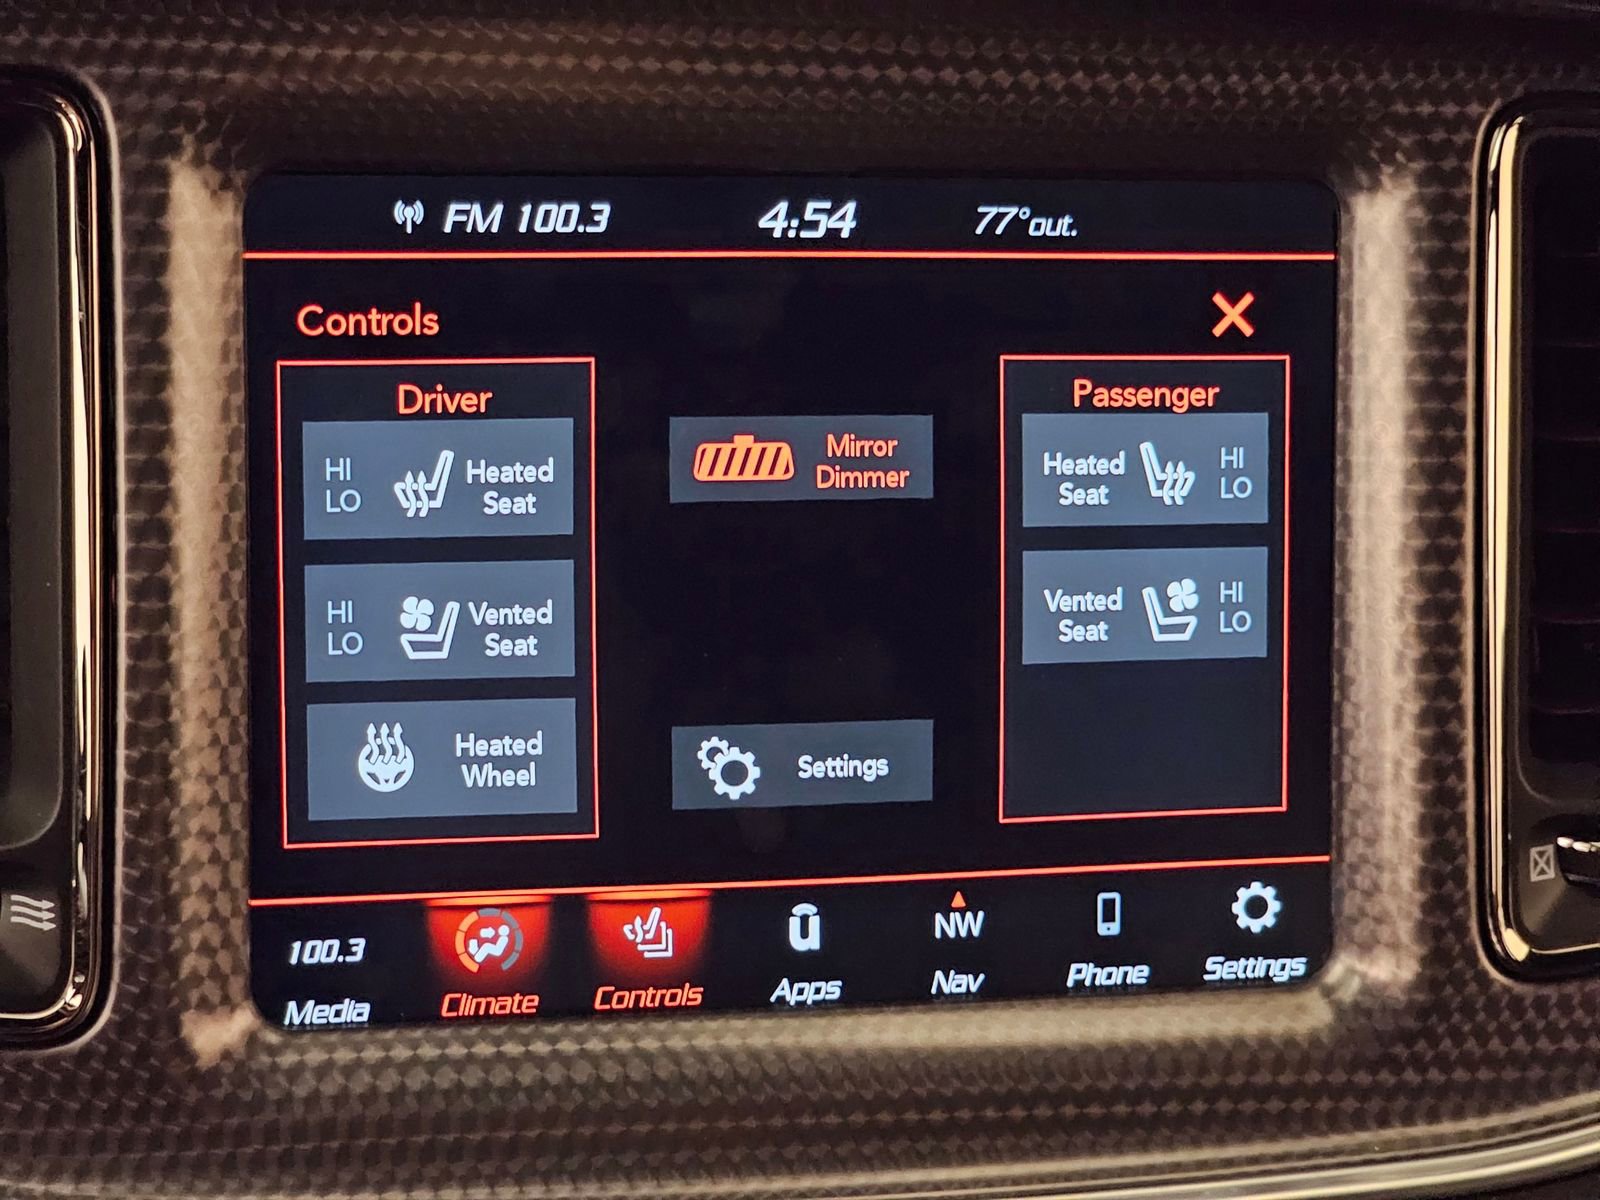 FM 100.3
4:54
77°out.
Controls
Driver
HI
LO
Heated
Seat
HI
LO
Vented
Seat
Heated
Wheel
Mirror
Dimmer
Settings
Passenger
Heated
Seat
HI
LO
Vented
Seat
HI
LO
100.3
Media
Climate
Controls
u
Apps
NW
Nav
Phone
Settings